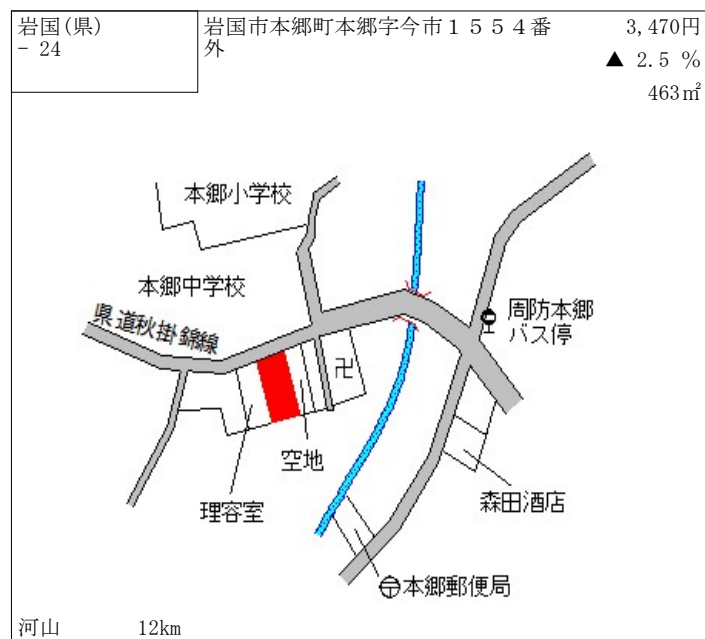 岩国(県)
- 24
岩国市本郷町本郷字今市１５５４番
外
3,470円
▲ 2.5 %
463㎡
本郷小学校
本郷中学校
県道秋掛錦線
周防本郷
バス停
卍
空地
理容室
森田酒店
〶本郷郵便局
河山 12km